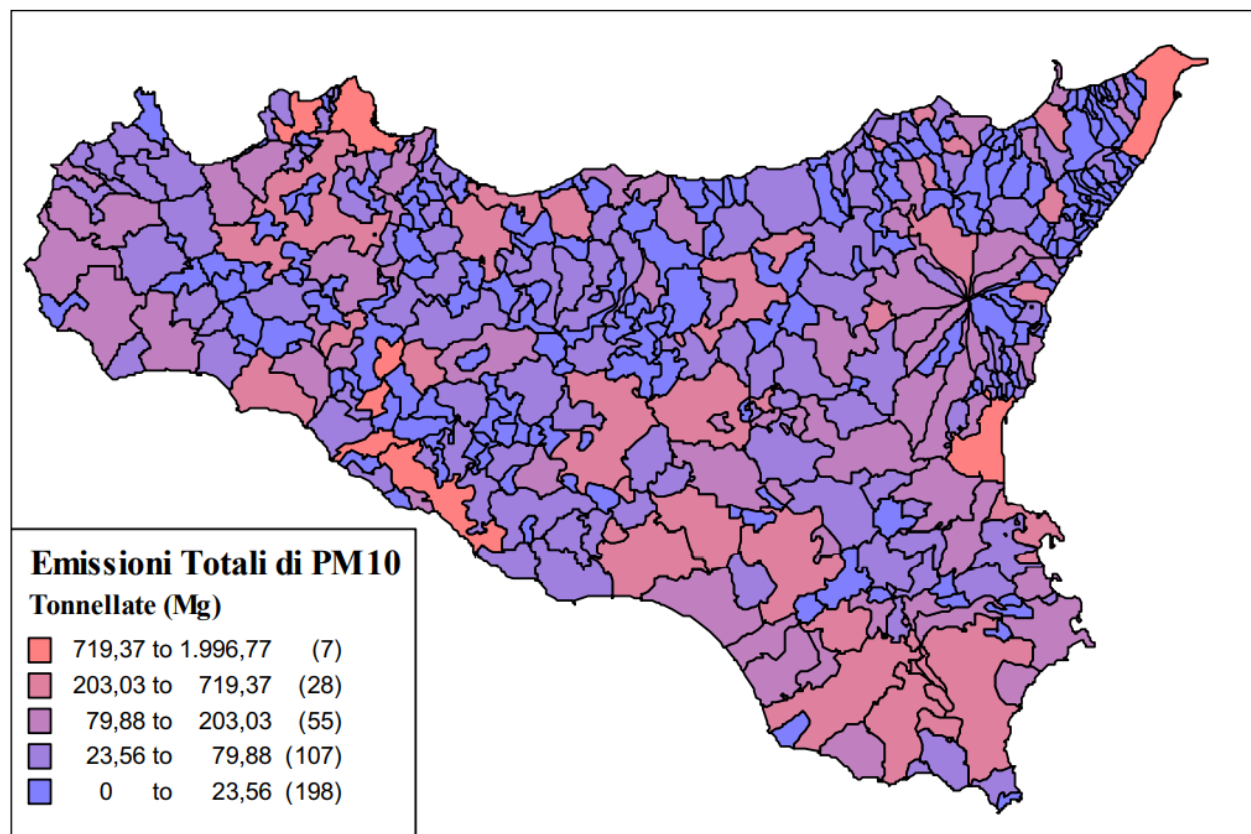 Emissioni Totali di PM10
Tonnellate (Mg)
719,37 to 1.996,77 (7)
203,03 to 719,37 (28)
79,88 to 203,03 (55)
23,56 to 79,88 (107)
0 to 23,56 (198)